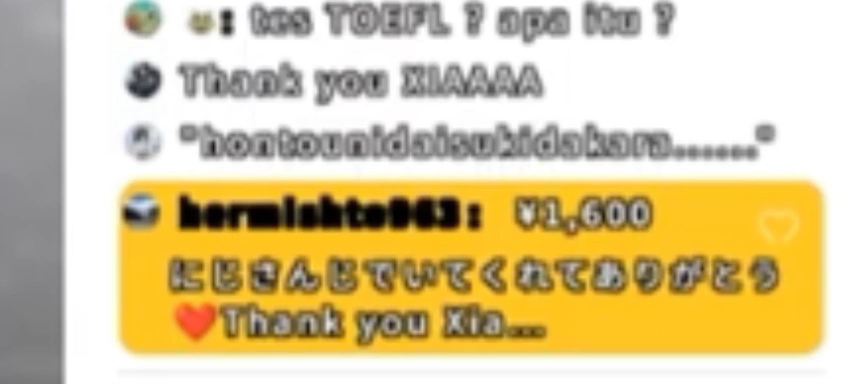 : tes TOEFL ? apa itu ?
Thank you XIAAAA
"hontounidaisukidakara......"
¥1,600
にじさんじでいてくれてありがとう
❤️Thank you Xia...